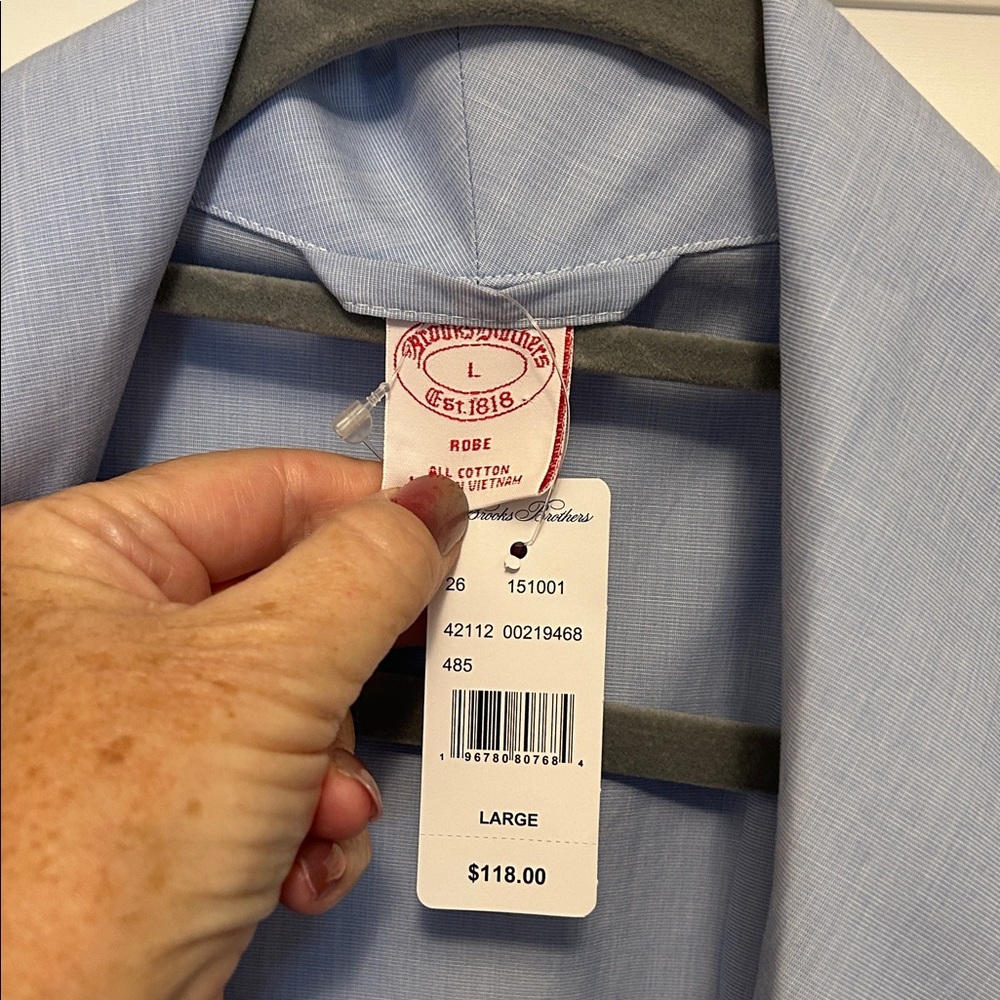 Brooks Brothers
L
Est. 1818
ROBE
ALL COTTON
VIETNAM
Brooks Brothers
26 151001
42112 00219468
485
1 96780 80768 4
LARGE
$118.00